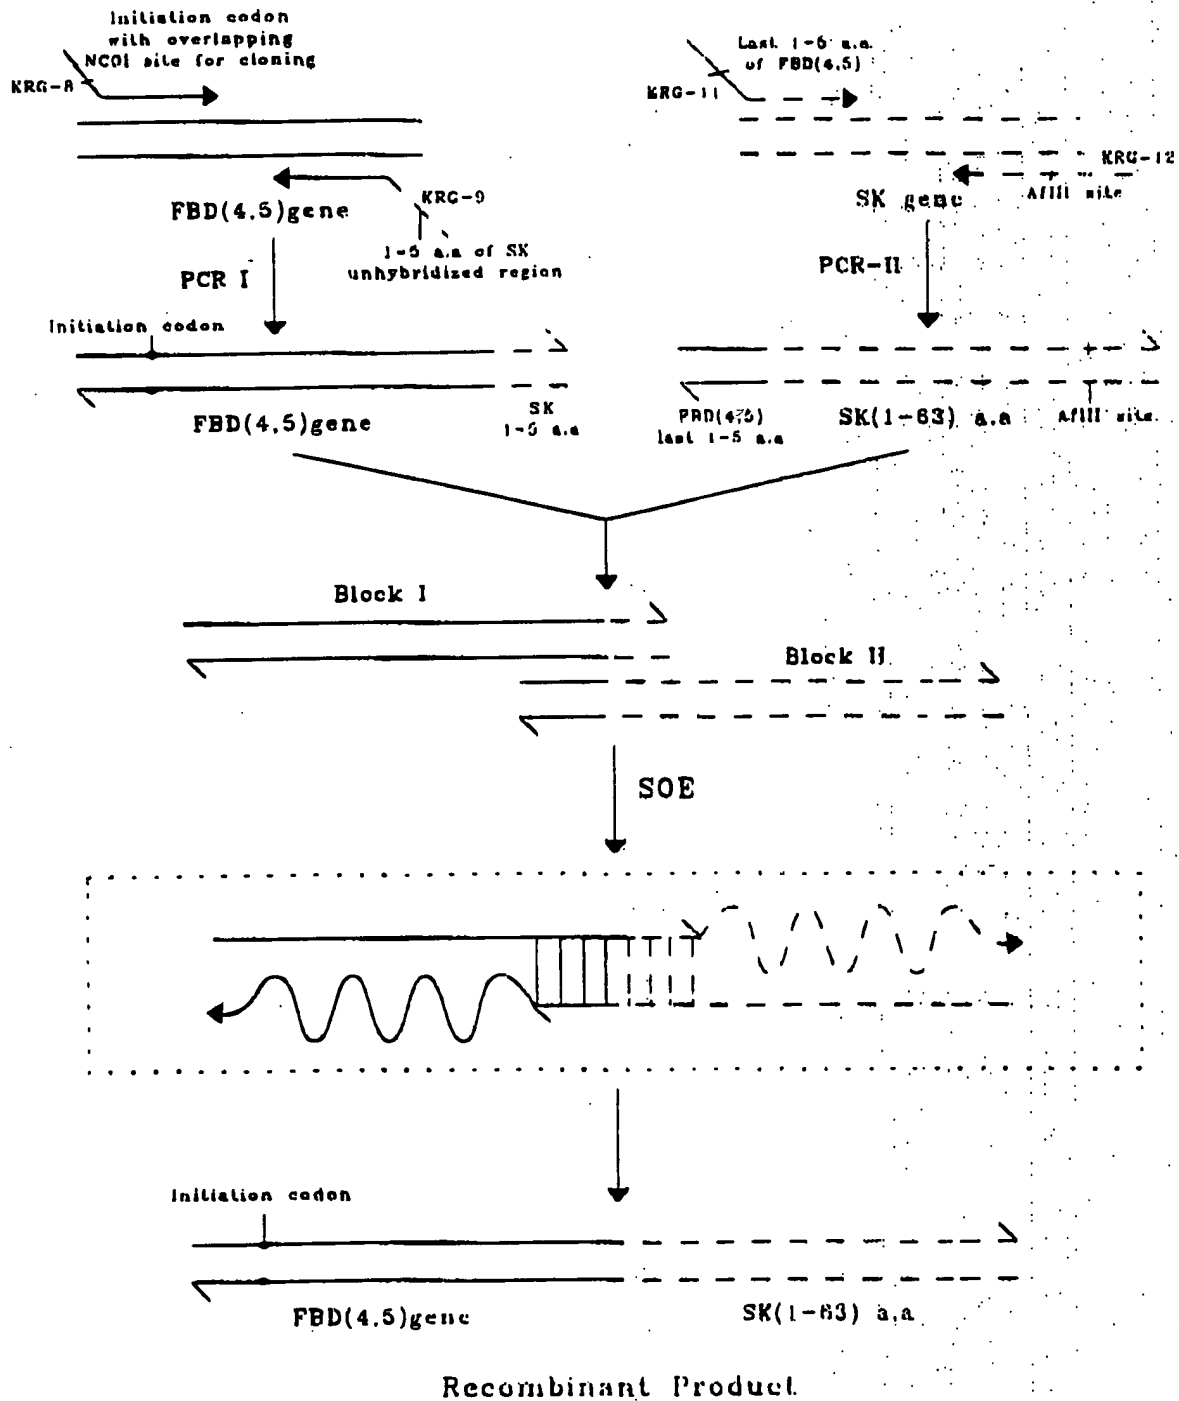 Initiation codon
with overlapping
NCOI site for cloning
KRG-8
Last 1-5 a.a.
of FBD(4,5)
KRG-11
KRG-12
AflII site
KRG-9
FBD(4,5)gene
SK gene
1-5 a.a of SK
unhybridized region
PCR I
PCR-II
Initiation codon
FBD(4,5)gene
SK
1-5 a.a
FBD(4,5)
last 1-5 a.a
SK(1-63) a.a
AflII site.
Block I
Block II
SOE
Initiation codon
FBD(4,5)gene
SK(1-63) a.a
Recombinant Product